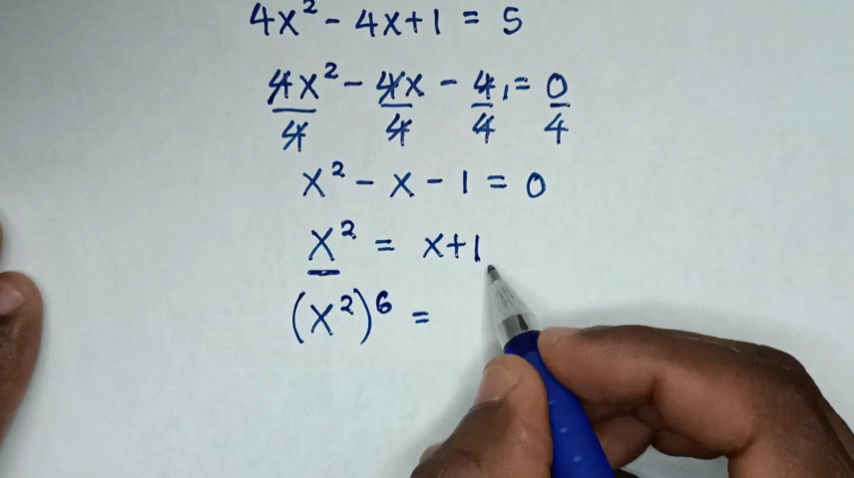 4x² - 4x + 1 = 5
4x²/4 - 4x/4 - 4/4 1 = 0/4
x² - x - 1 = 0
x² = x + 1
(x²)⁶ =